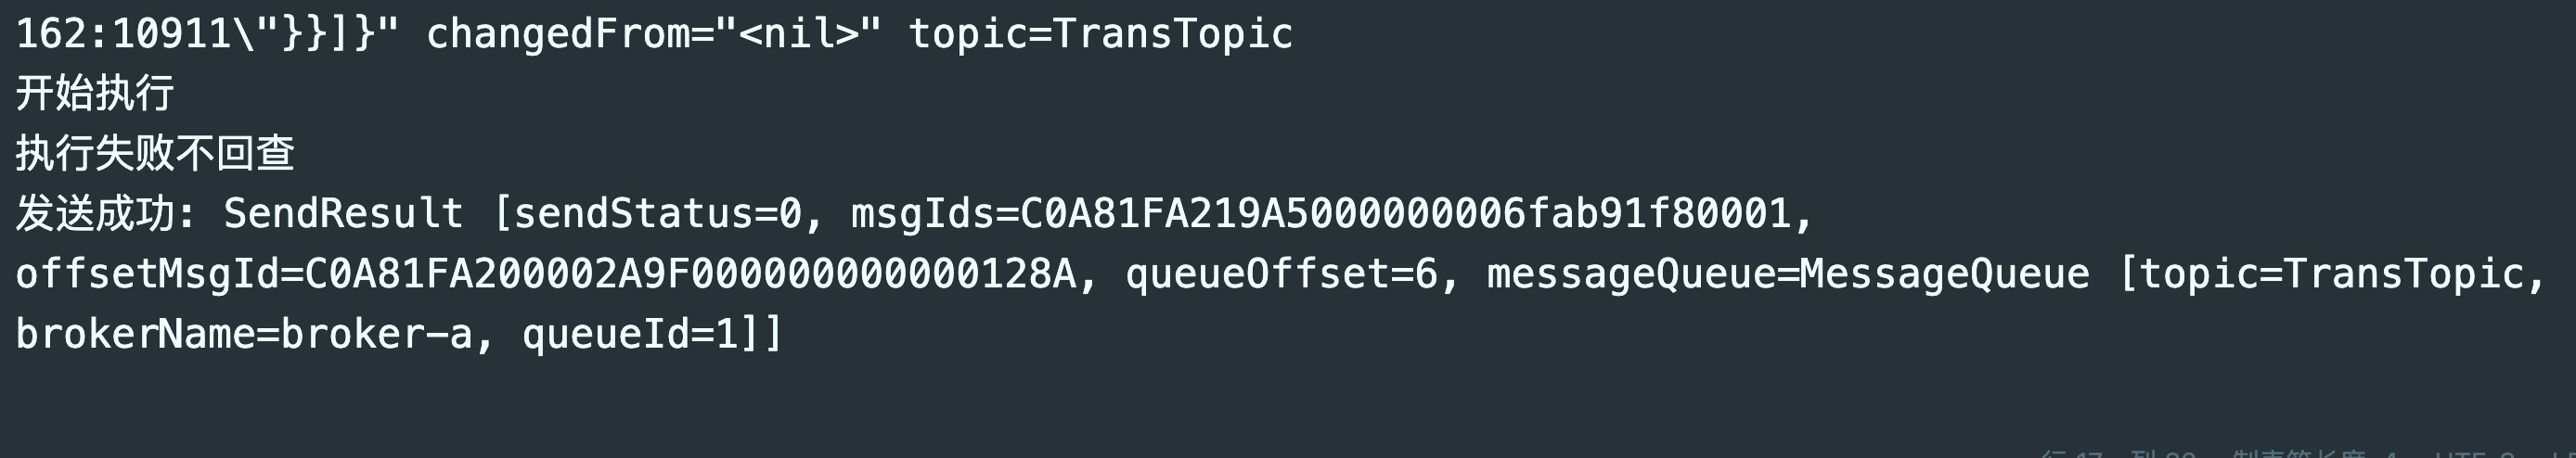 162:10911\"}}]}" changedFrom="<nil>" topic=TransTopic
开始执行
执行失败不回查
发送成功: SendResult [sendStatus=0, msgIds=C0A81FA219A5000000006fab91f80001,
offsetMsgId=C0A81FA200002A9F000000000000128A, queueOffset=6, messageQueue=MessageQueue [topic=TransTopic,
brokerName=broker-a, queueId=1]]